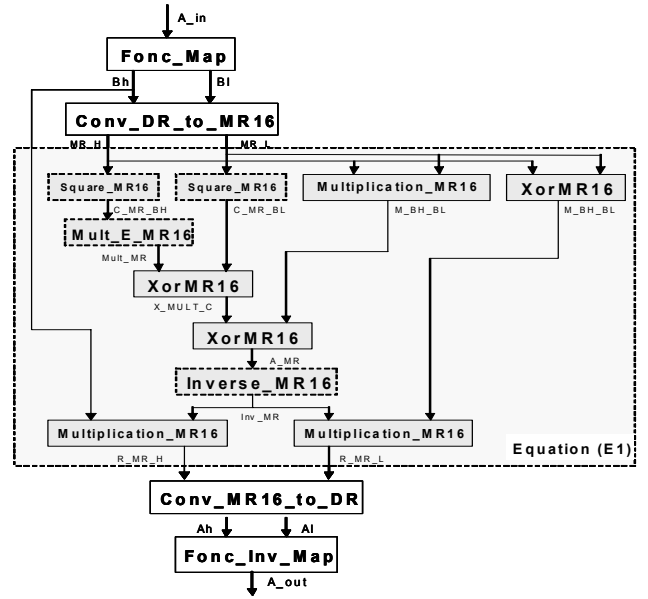 A_in
Fonc_Map
Bh Bl
Conv_DR_to_MR16
MR_H MR_L
Square_MR16 Square_MR16 Multiplication_MR16 XorMR16
C_MR_BH C_MR_BL M_BH_BL M_BH_BL
Mult_E_MR16
Mult_MR
XorMR16
X_MULT_C
XorMR16
A_MR
Inverse_MR16
Inv_MR
Multiplication_MR16 Multiplication_MR16
Equation (E1)
R_MR_H R_MR_L
Conv_MR16_to_DR
Ah Al
Fonc_Inv_Map
A_out